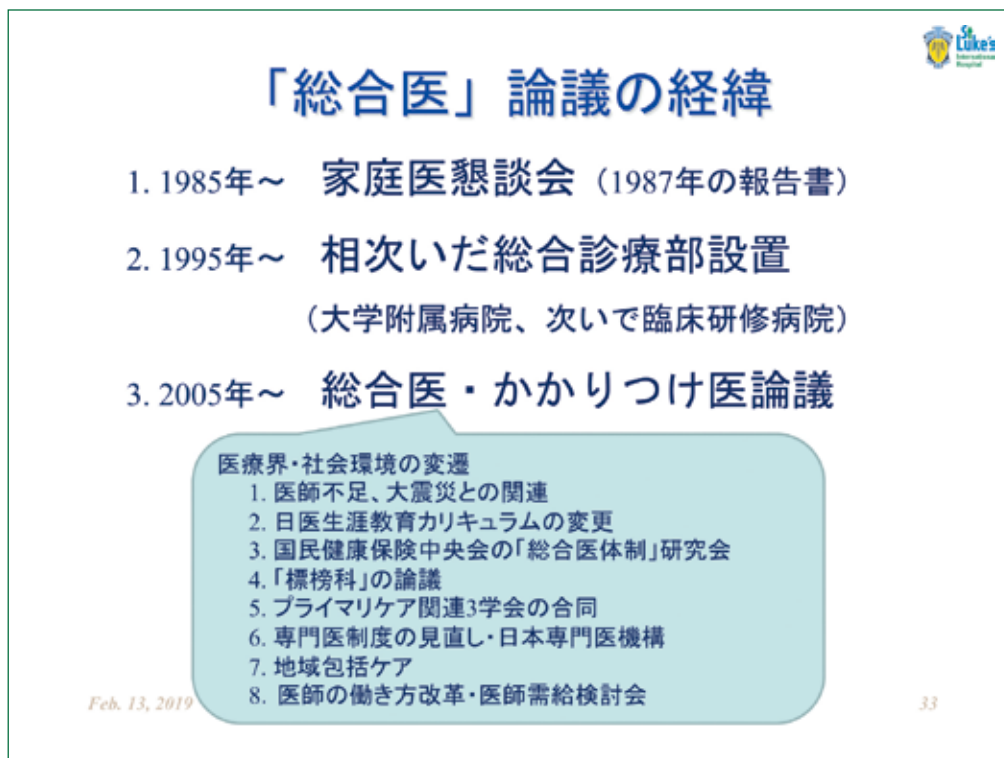 St. Luke's
International
Hospital
「総合医」論議の経緯
1. 1985年～ 家庭医懇談会（1987年の報告書）
2. 1995年～ 相次いだ総合診療部設置
（大学附属病院、次いで臨床研修病院）
3. 2005年～ 総合医・かかりつけ医論議
医療界・社会環境の変遷
1. 医師不足、大震災との関連
2. 日医生涯教育カリキュラムの変更
3. 国民健康保険中央会の「総合医体制」研究会
4. 「標榜科」の論議
5. プライマリケア関連3学会の合同
6. 専門医制度の見直し・日本専門医機構
7. 地域包括ケア
8. 医師の働き方改革・医師需給検討会
Feb. 13, 2019
33